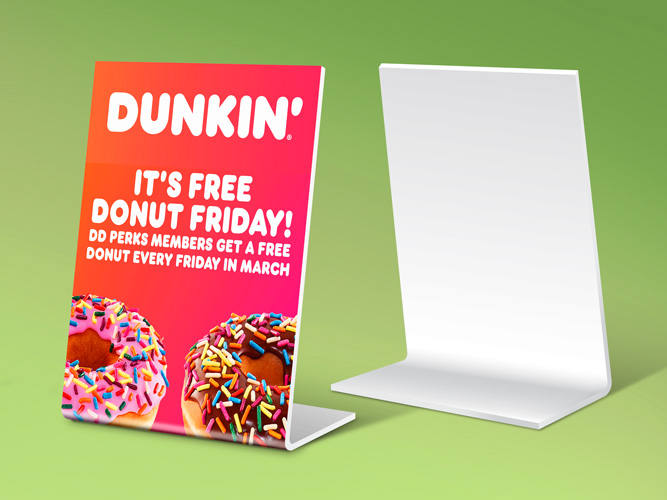 DUNKIN'®
IT'S FREE
DONUT FRIDAY!
DD PERKS MEMBERS GET A FREE
DONUT EVERY FRIDAY IN MARCH